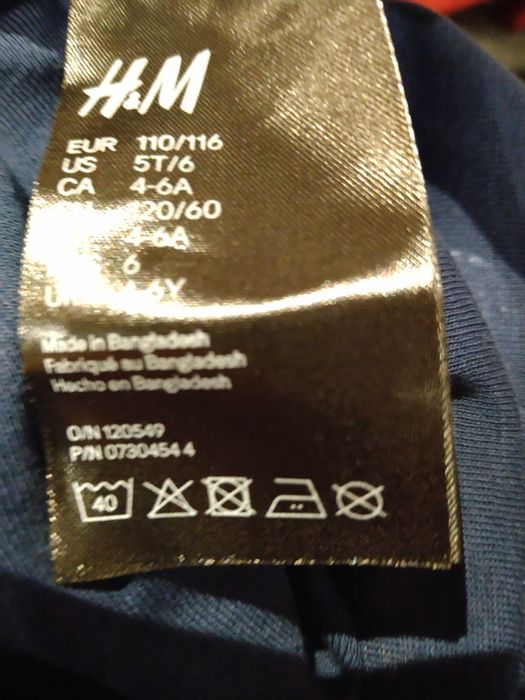 H&M
EUR 110/116
US 5T/6
CA 4-6A
120/60
4-6A
6
Made in Bangladesh
Fabriqué au Bangladesh
Hecho en Bangladesh
O/N 120549
P/N 0730454 4
40